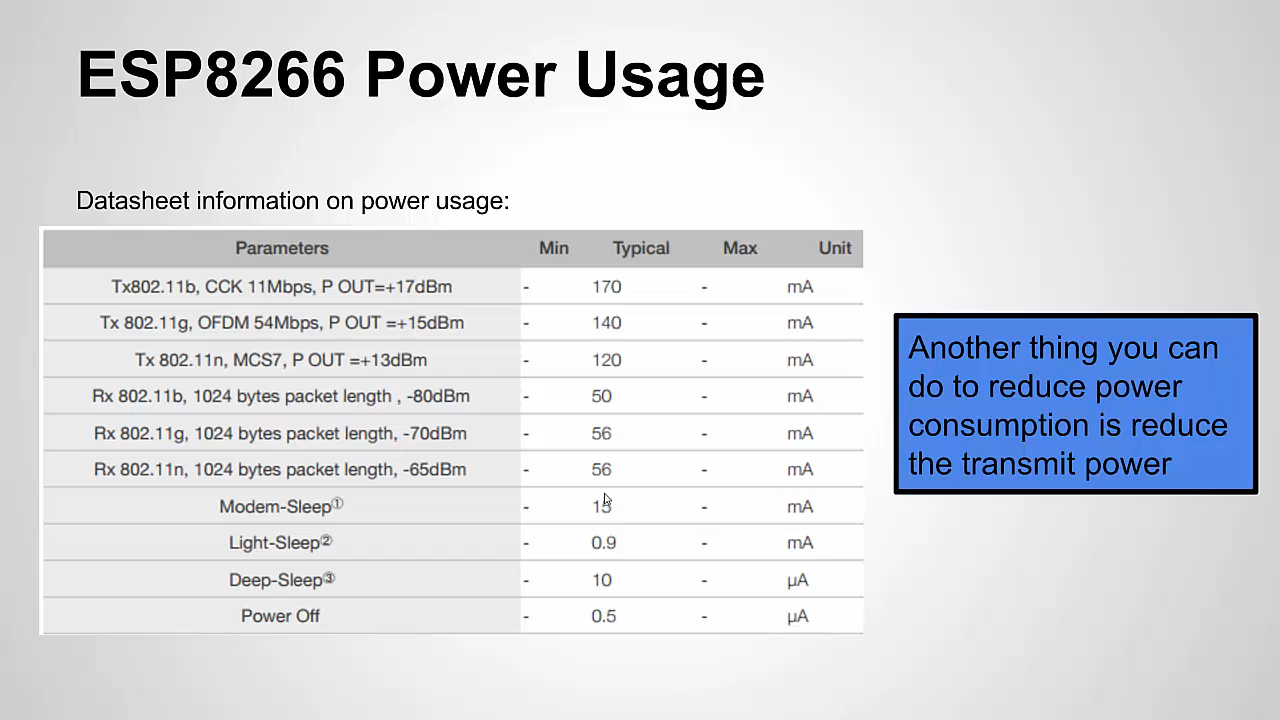 ESP8266 Power Usage
Datasheet information on power usage:
Parameters Min Typical Max Unit
Tx802.11b, CCK 11Mbps, P OUT=+17dBm - 170 - mA
Tx 802.11g, OFDM 54Mbps, P OUT =+15dBm - 140 - mA
Tx 802.11n, MCS7, P OUT =+13dBm - 120 - mA
Rx 802.11b, 1024 bytes packet length , -80dBm - 50 - mA
Rx 802.11g, 1024 bytes packet length, -70dBm - 56 - mA
Rx 802.11n, 1024 bytes packet length, -65dBm - 56 - mA
Modem-Sleep① - 15 - mA
Light-Sleep② - 0.9 - mA
Deep-Sleep③ - 10 - μA
Power Off - 0.5 - μA
Another thing you can
do to reduce power
consumption is reduce
the transmit power